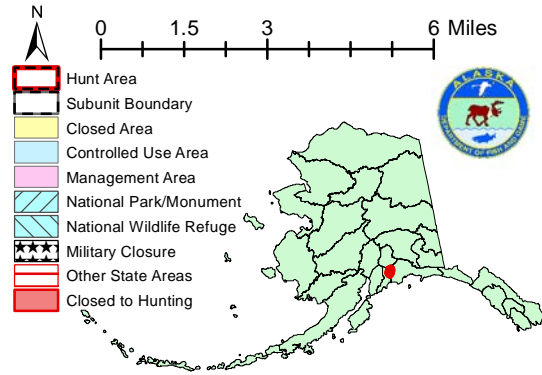 N
0 1.5 3 6 Miles
Hunt Area
Subunit Boundary
Closed Area
Controlled Use Area
Management Area
National Park/Monument
National Wildlife Refuge
Military Closure
Other State Areas
Closed to Hunting
ALASKA
DEPARTMENT OF FISH AND GAME